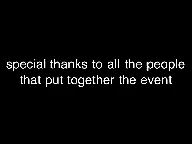 special thanks to all the people
that put together the event